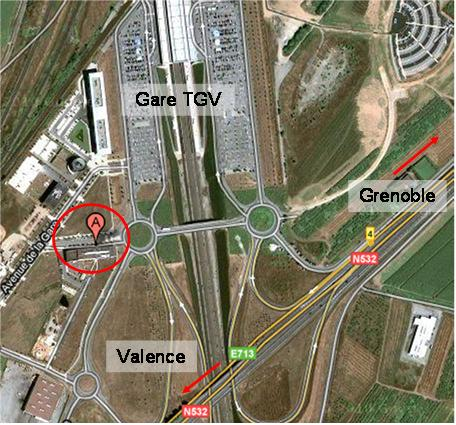 Gare TGV
Grenoble
A
Avenue de la Gare
4
N532
Valence
E713
N532